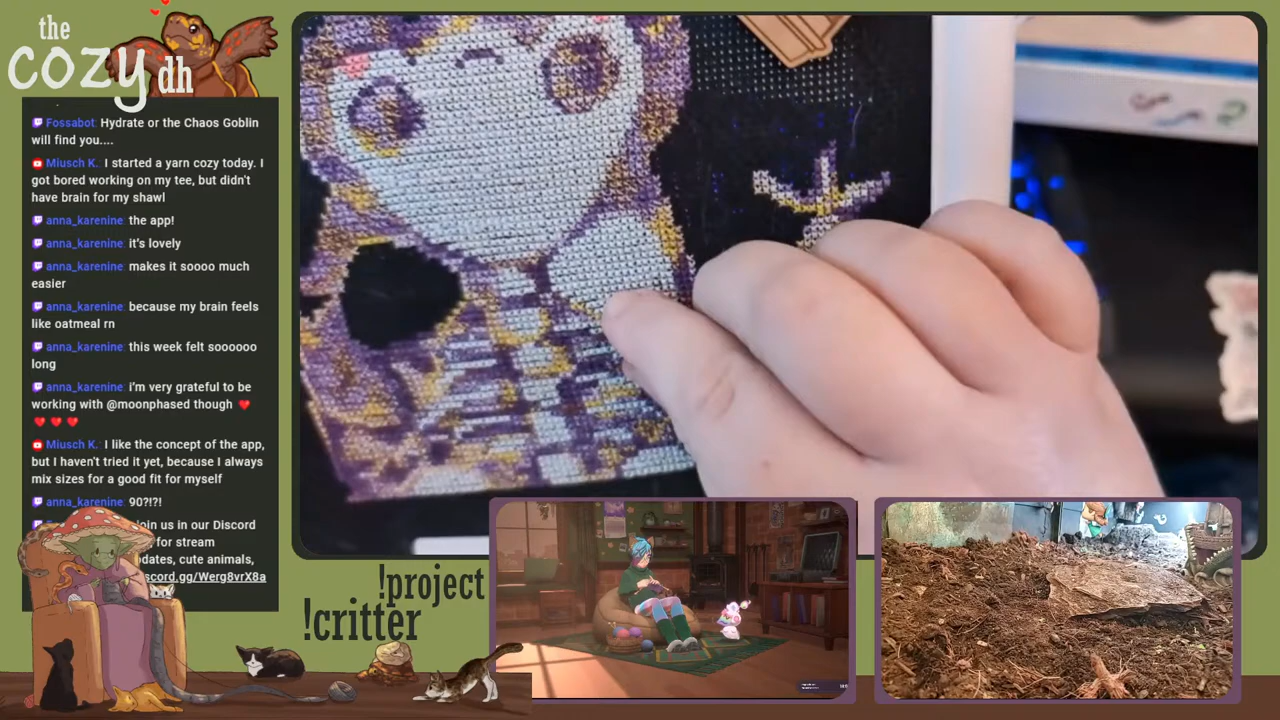 the
cozy dh
Fossabot: Hydrate or the Chaos Goblin
will find you....
Miusch K.: I started a yarn cozy today. I
got bored working on my tee, but didn't
have brain for my shawl
anna_karenine: the app!
anna_karenine: it's lovely
anna_karenine: makes it soooo much
easier
anna_karenine: because my brain feels
like oatmeal rn
anna_karenine: this week felt soooooo
long
anna_karenine: i'm very grateful to be
working with @moonphased though
Miusch K.: I like the concept of the app,
but I haven't tried it yet, because I always
mix sizes for a good fit for myself
anna_karenine: 90?!?!
join us in our Discord
for stream
dates, cute animals,
scord.gg/Werg8vrX8a
!project
!critter